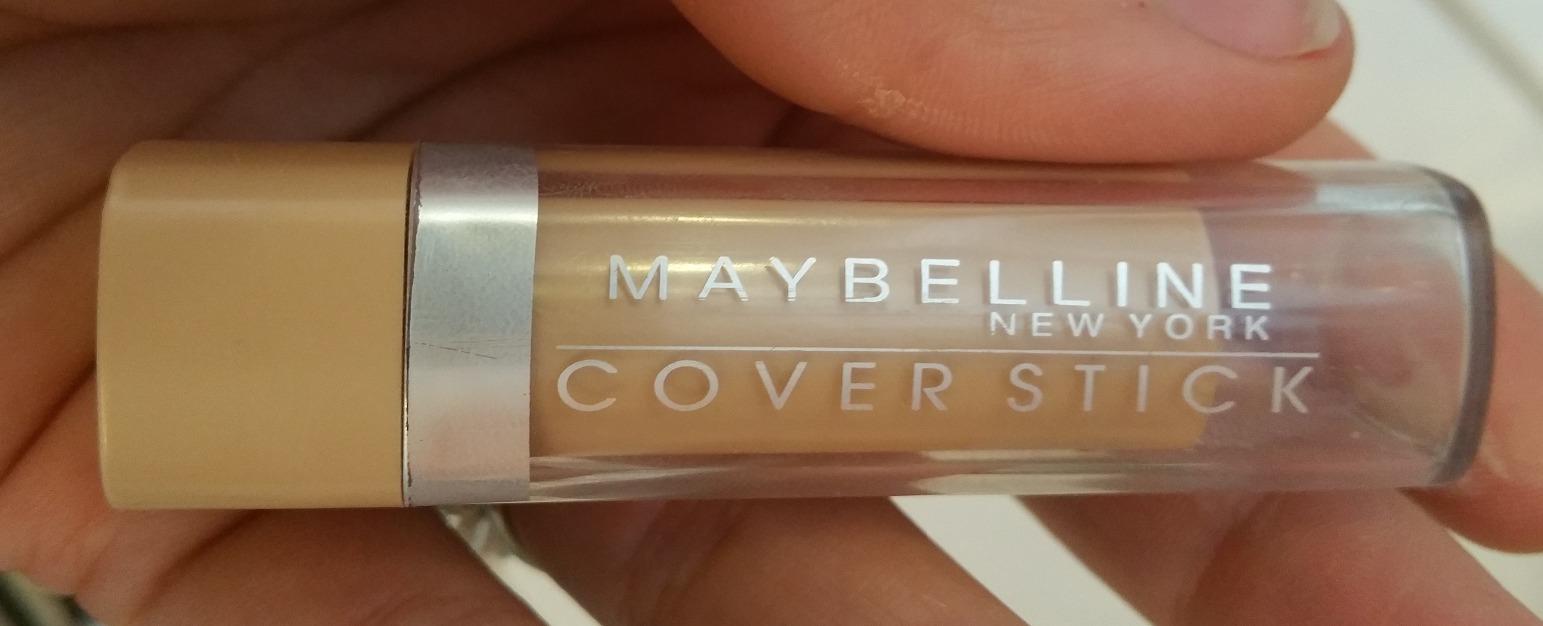 MAYBELLINE
NEW YORK
COVER STICK